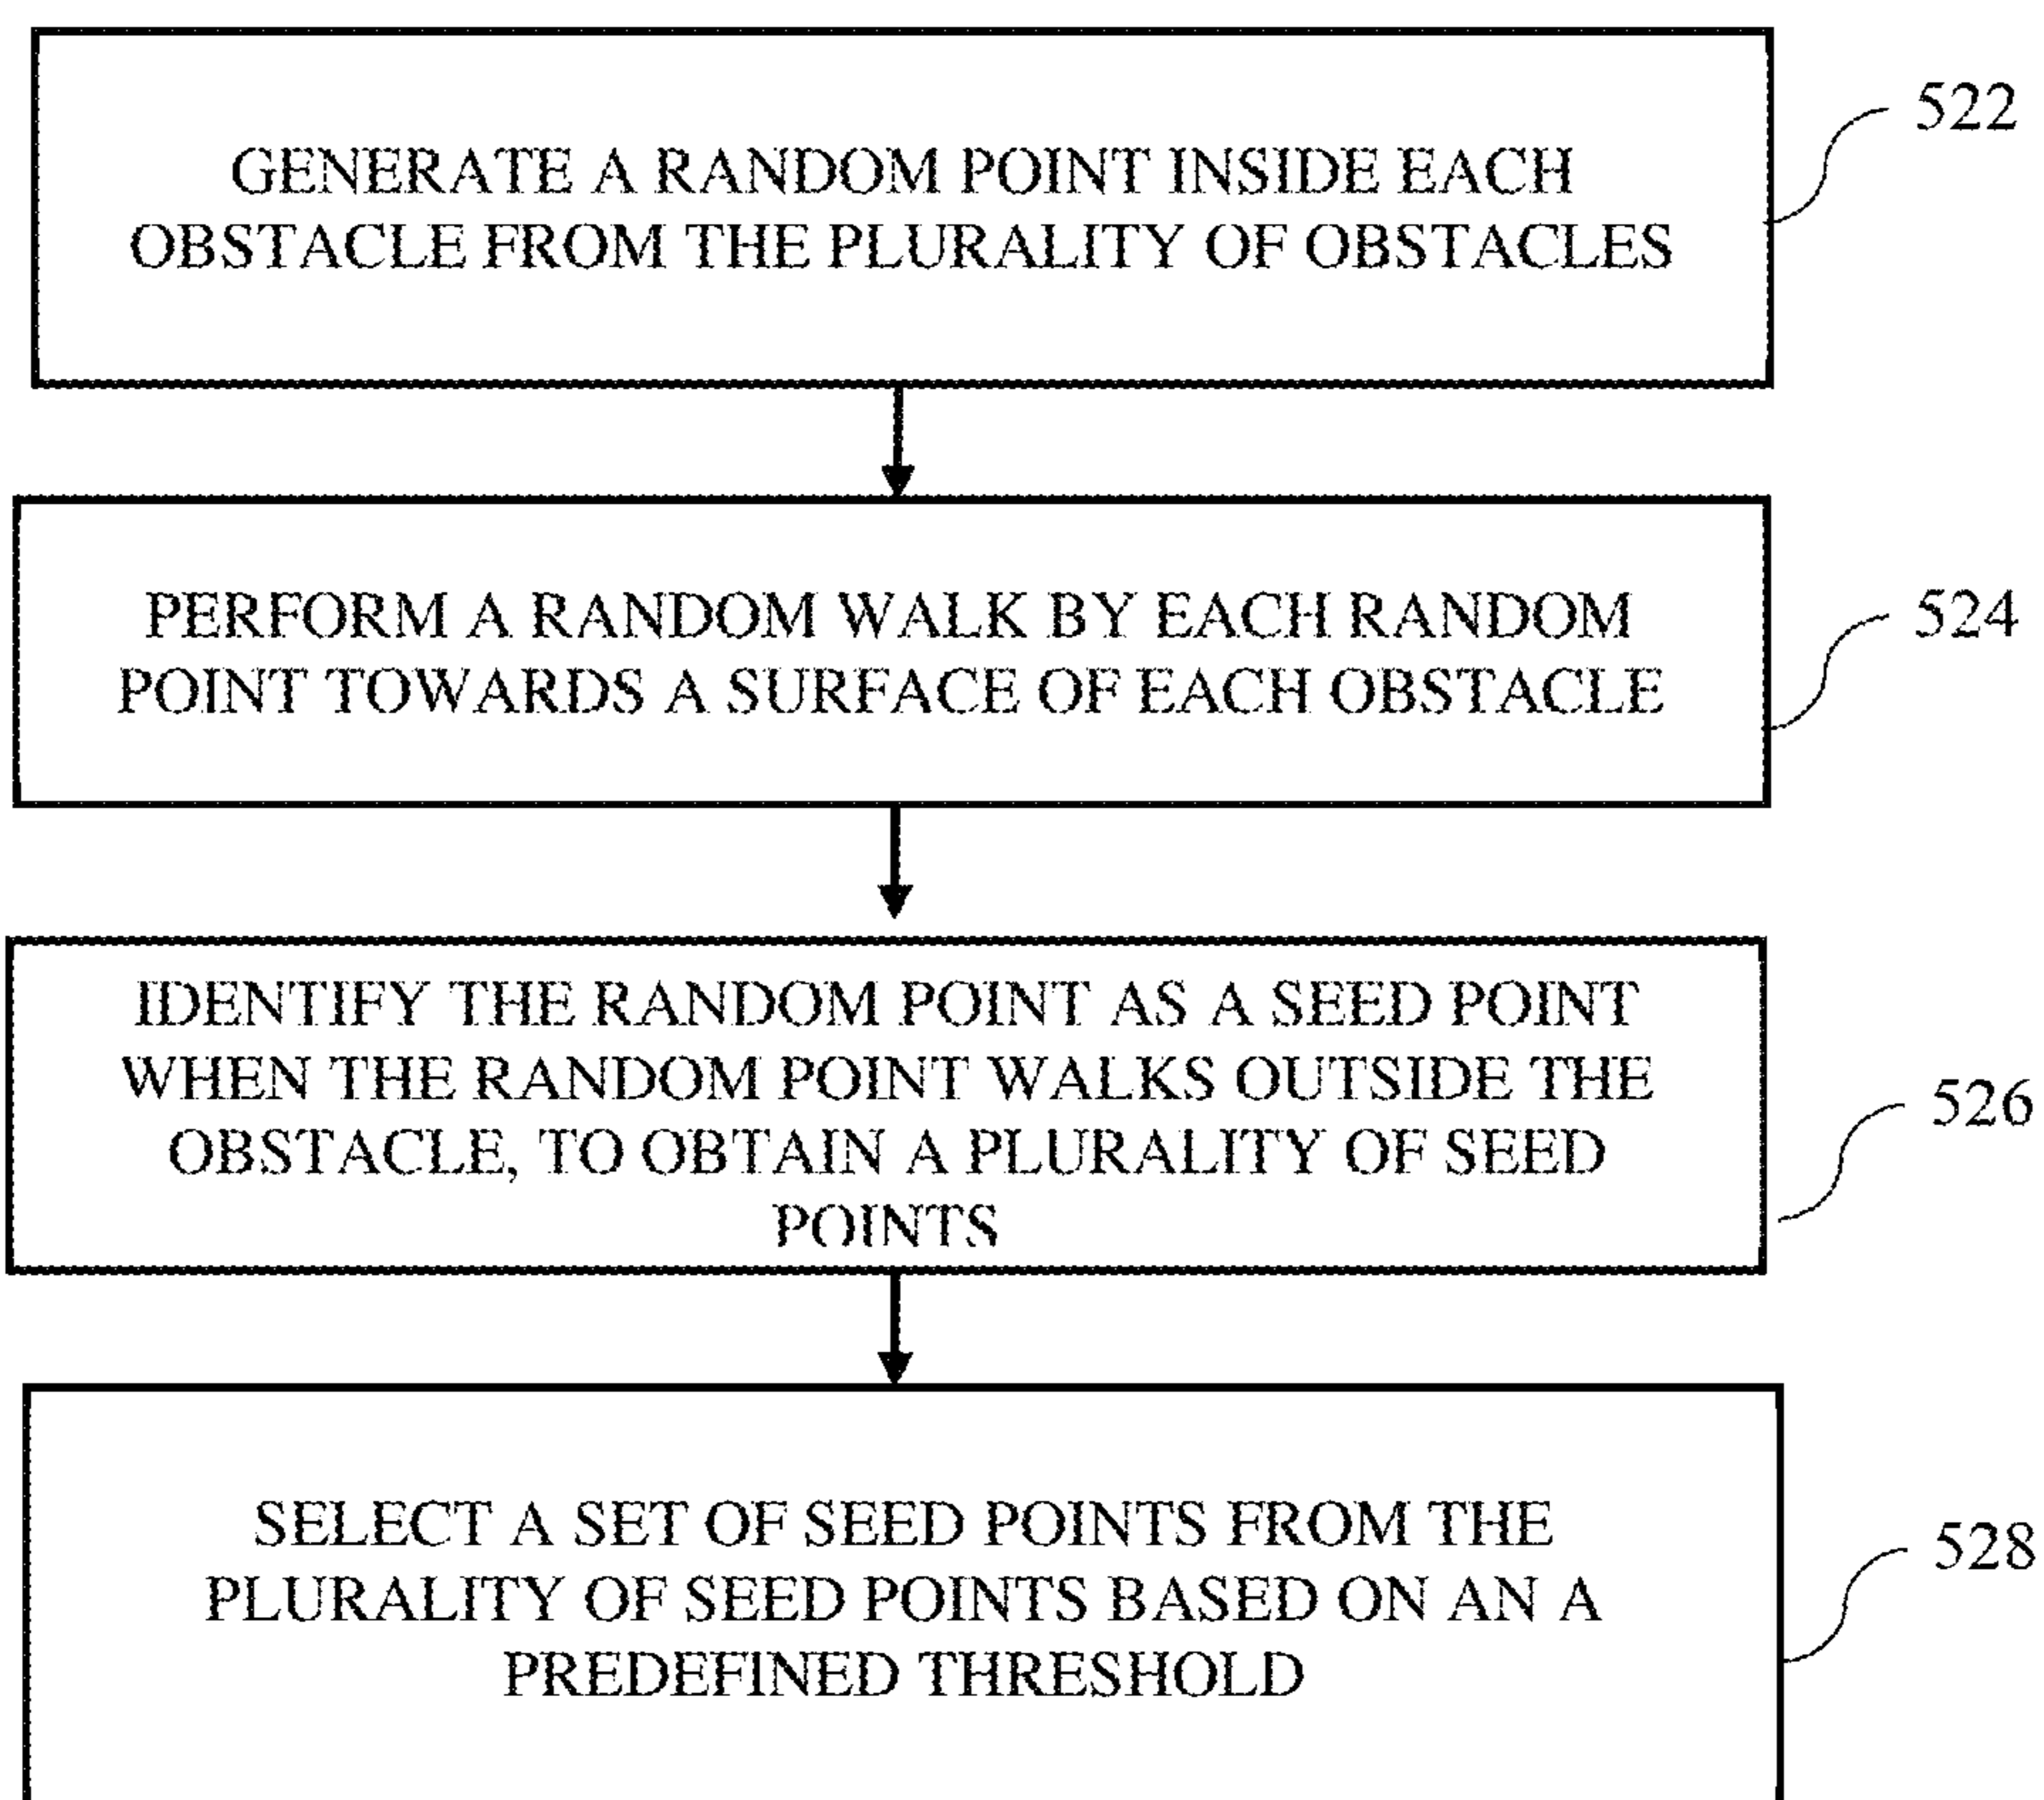 522
GENERATE A RANDOM POINT INSIDE EACH
OBSTACLE FROM THE PLURALITY OF OBSTACLES
524
PERFORM A RANDOM WALK BY EACH RANDOM
POINT TOWARDS A SURFACE OF EACH OBSTACLE
IDENTIFY THE RANDOM POINT AS A SEED POINT
WHEN THE RANDOM POINT WALKS OUTSIDE THE
526
OBSTACLE, TO OBTAIN A PLURALITY OF SEED
POINTS
SELECT A SET OF SEED POINTS FROM THE
528
PLURALITY OF SEED POINTS BASED ON AN A
PREDEFINED THRESHOLD